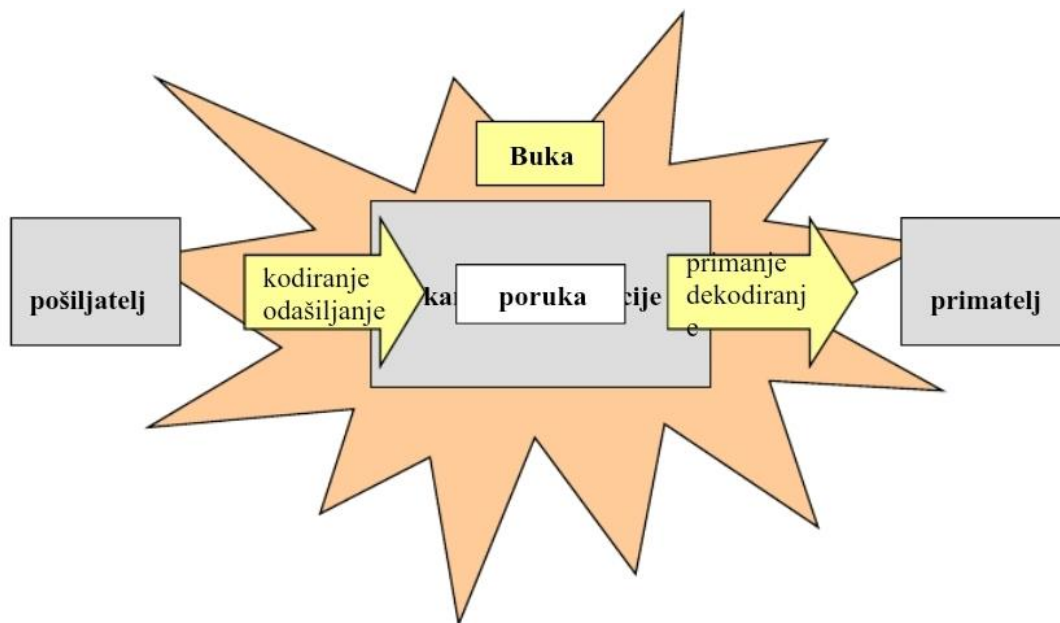 Buka
pošiljatelj
kodiranje
odašiljanje
poruka
primanje
dekodiranj
e
primatelj